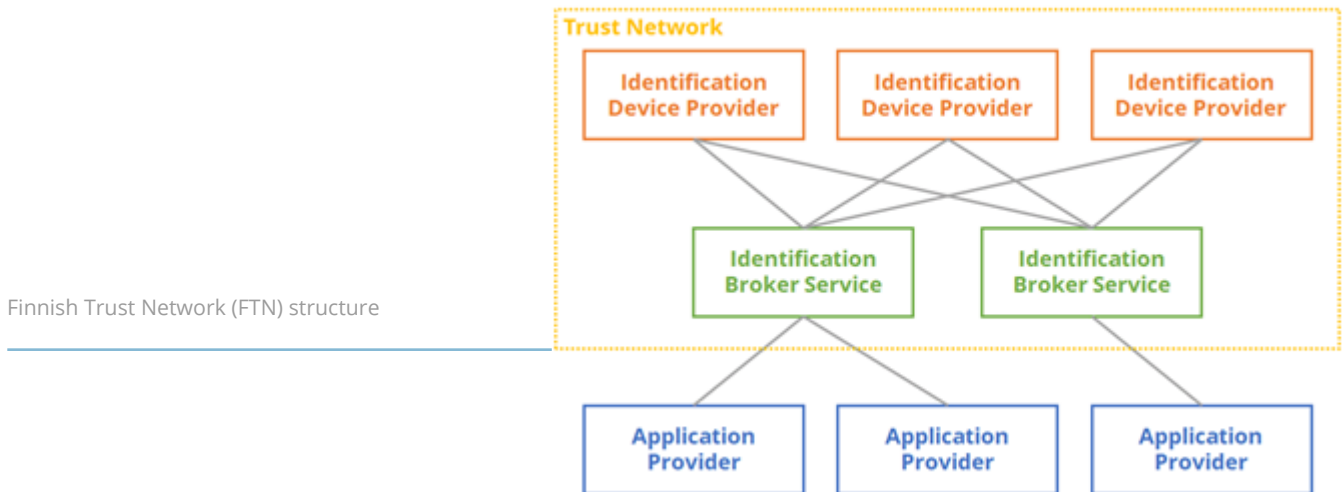 Trust Network
Identification
Device Provider
Identification
Device Provider
Identification
Device Provider
Identification
Broker Service
Identification
Broker Service
Finnish Trust Network (FTN) structure
Application
Provider
Application
Provider
Application
Provider